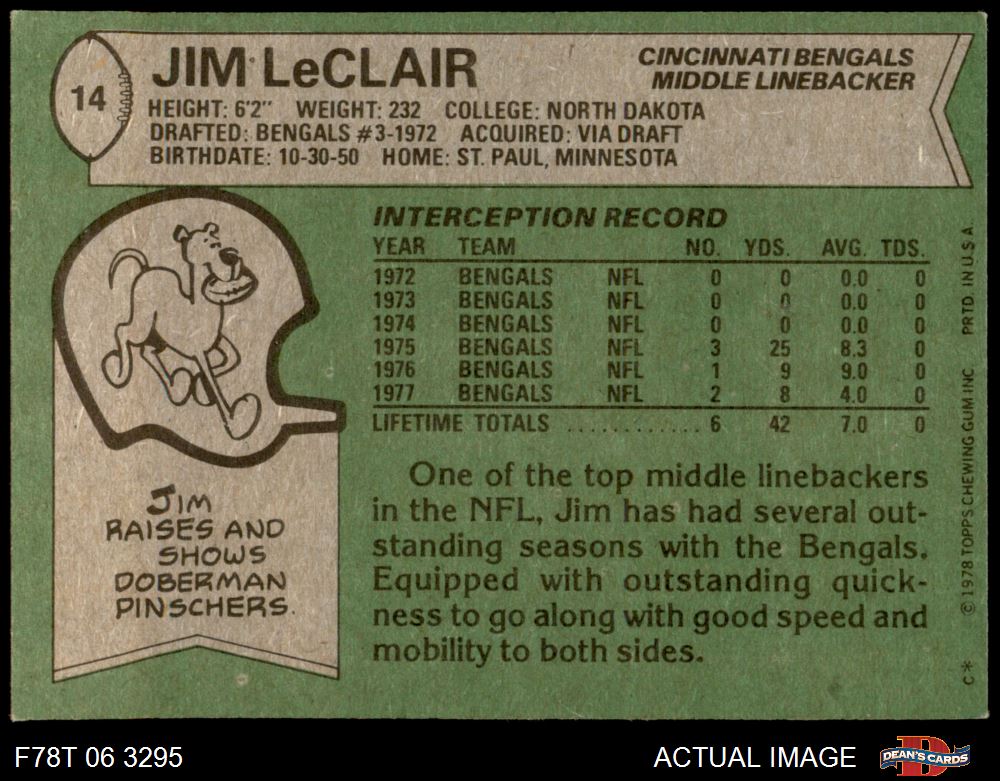 14
JIM LeCLAIR
CINCINNATI BENGALS
MIDDLE LINEBACKER
HEIGHT: 6'2" WEIGHT: 232 COLLEGE: NORTH DAKOTA
DRAFTED: BENGALS #3-1972 ACQUIRED: VIA DRAFT
BIRTHDATE: 10-30-50 HOME: ST. PAUL, MINNESOTA
INTERCEPTION RECORD
YEAR TEAM NO. YDS. AVG. TDS.
1972 BENGALS NFL 0 0 0.0 0
1973 BENGALS NFL 0 0 0.0 0
1974 BENGALS NFL 0 0 0.0 0
1975 BENGALS NFL 3 25 8.3 0
1976 BENGALS NFL 1 9 9.0 0
1977 BENGALS NFL 2 8 4.0 0
LIFETIME TOTALS ............. 6 42 7.0 0
One of the top middle linebackers
in the NFL, Jim has had several out-
standing seasons with the Bengals.
Equipped with outstanding quick-
ness to go along with good speed and
mobility to both sides.
JIM
RAISES AND
SHOWS
DOBERMAN
PINSCHERS.
C* © 1978 TOPPS CHEWING GUM INC PRTD. IN U.S.A.
F78T 06 3295
ACTUAL IMAGE
DEAN'S CARDS